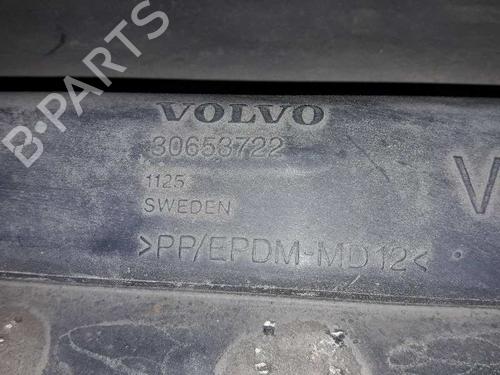 VOLVO
30653722
1125
SWEDEN
>PP/EPDM-MD12<
V
B-PARTS